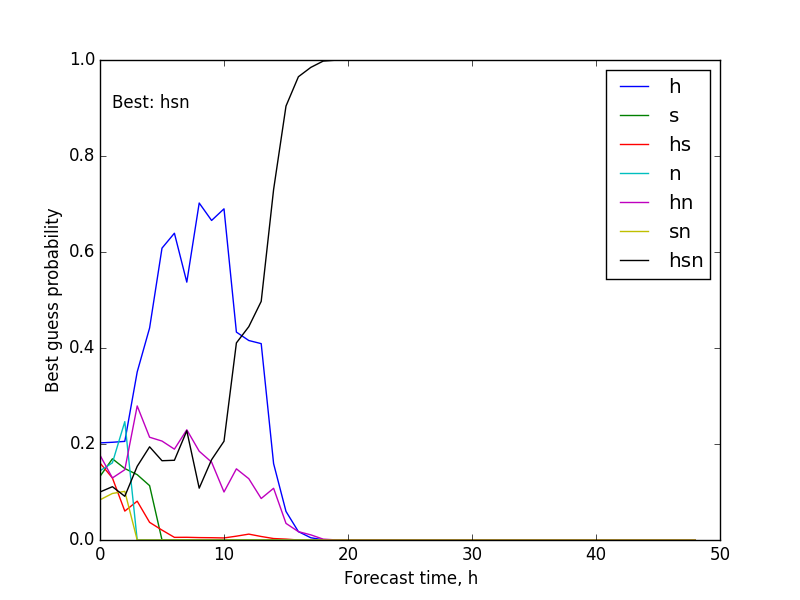 Best: hsn
h
s
hs
n
hn
sn
hsn
Best guess probability
1.0
0.8
0.6
0.4
0.2
0.0
0
10
20
30
40
50
Forecast time, h